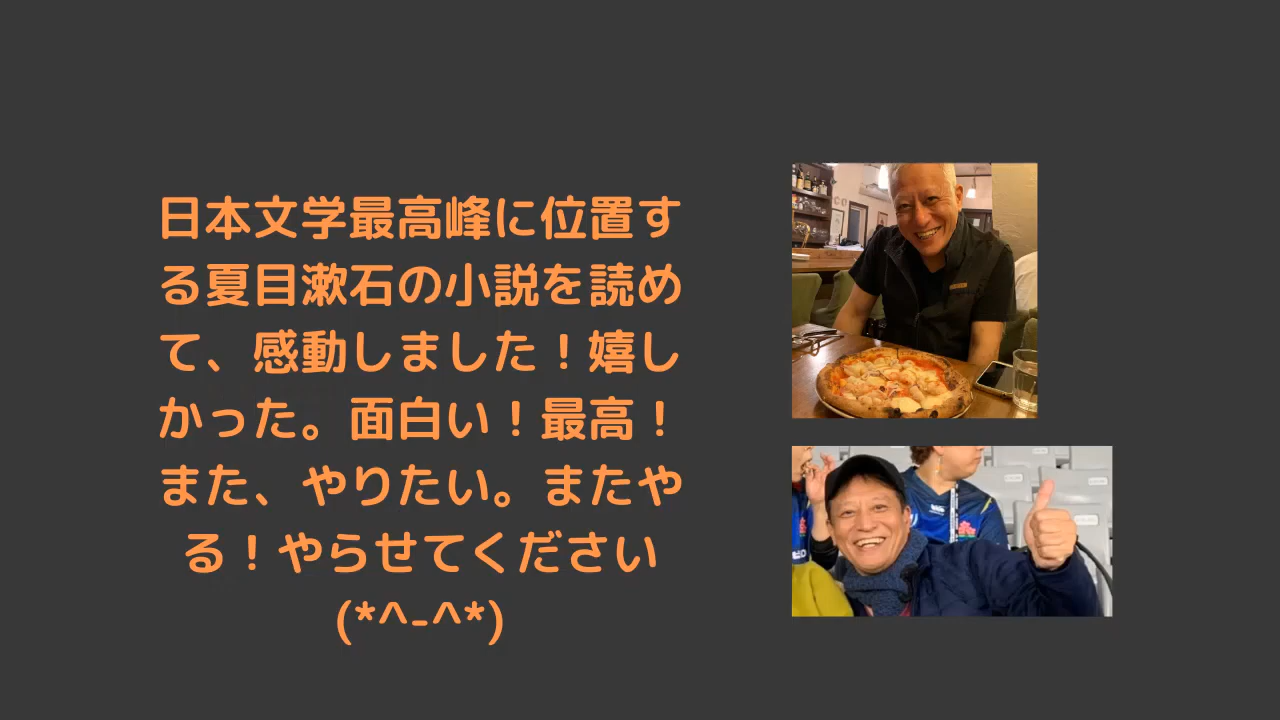 日本文学最高峰に位置す
る夏目漱石の小説を読め
て、感動しました！嬉し
かった。面白い！最高！
また、やりたい。またや
る！やらせてください
(*^-^*)